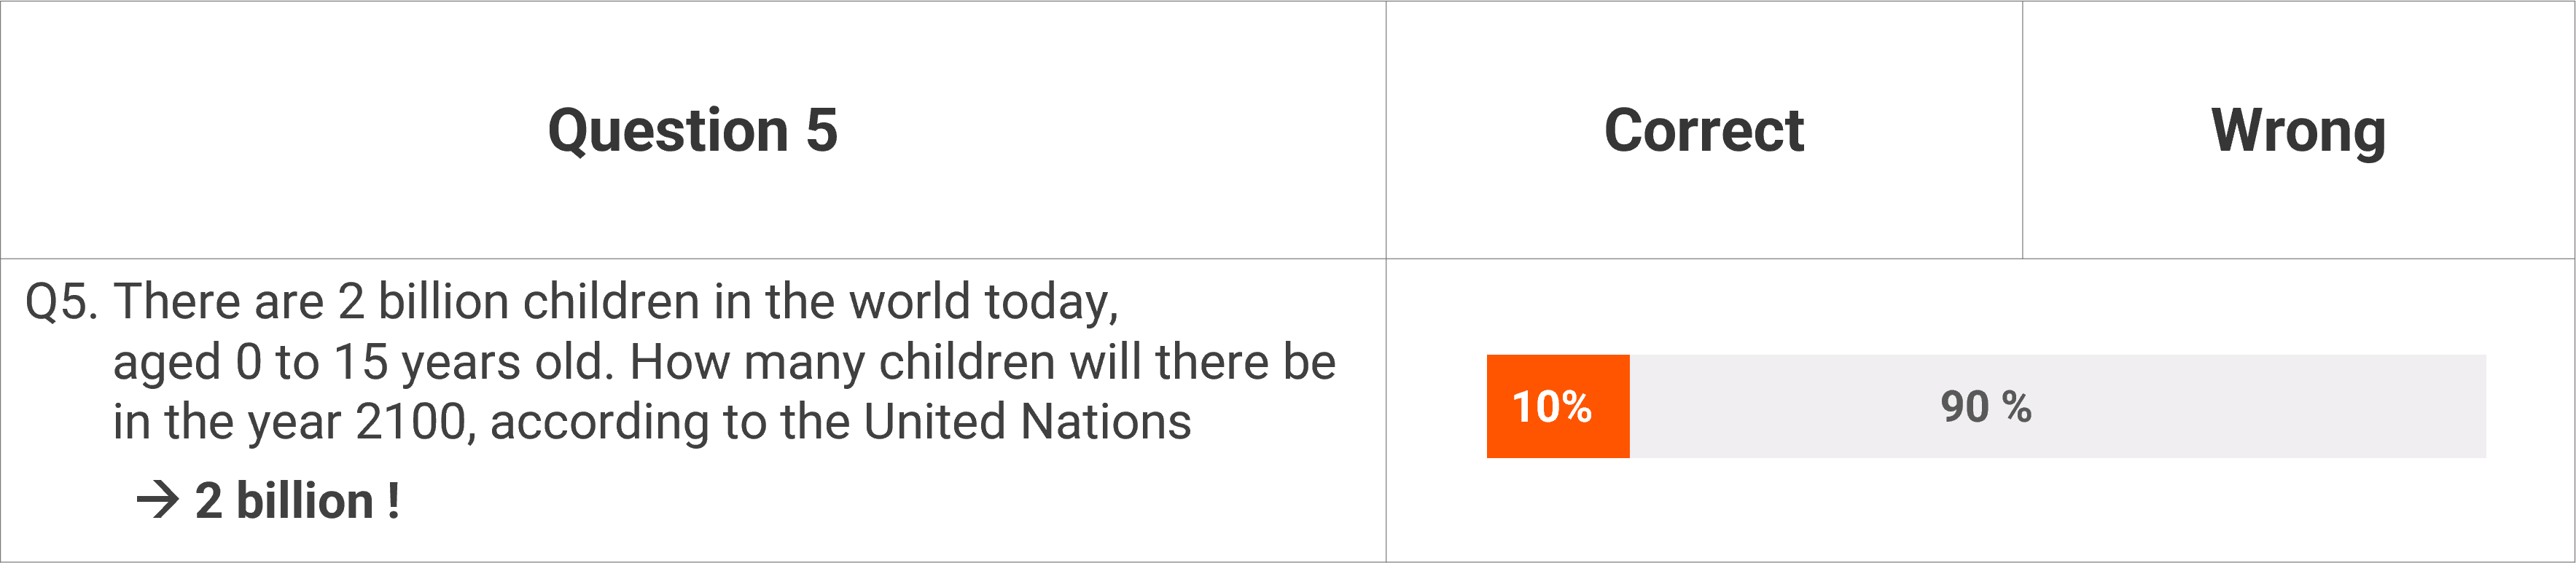 Question 5
Correct
Wrong
Q5. There are 2 billion children in the world today,
aged 0 to 15 years old. How many children will there be
in the year 2100, according to the United Nations
→ 2 billion !
10%
90 %